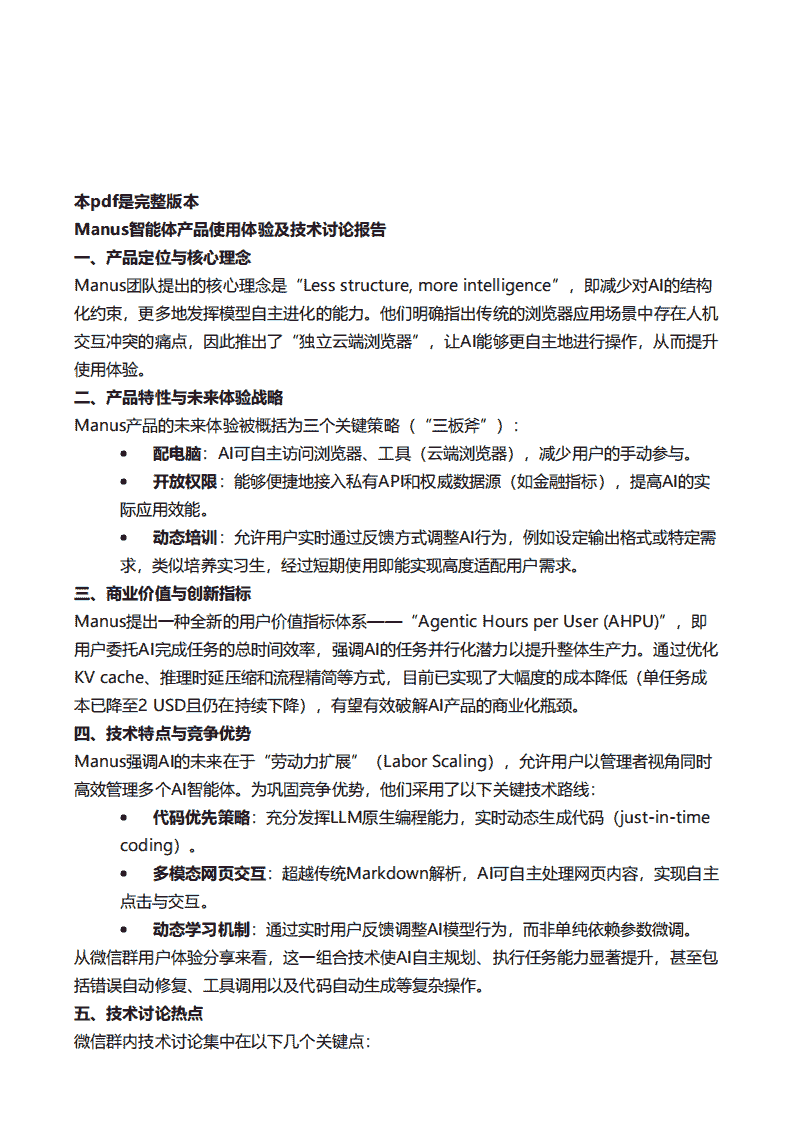 本pdf是完整版本
Manus智能体产品使用体验及技术讨论报告
一、产品定位与核心理念
Manus团队提出的核心理念是“Less structure, more intelligence”，即减少对AI的结构
化约束，更多地发挥模型自主进化的能力。他们明确指出传统的浏览器应用场景中存在人机
交互冲突的痛点，因此推出了“独立云端浏览器”，让AI能够更自主地进行操作，从而提升
使用体验。
二、产品特性与未来体验战略
Manus产品的未来体验被概括为三个关键策略（“三板斧”）：
• 配电脑：AI可自主访问浏览器、工具（云端浏览器），减少用户的手动参与。
• 开放权限：能够便捷地接入私有API和权威数据源（如金融指标），提高AI的实
际应用效能。
• 动态培训：允许用户实时通过反馈方式调整AI行为，例如设定输出格式或特定需
求，类似培养实习生，经过短期使用即能实现高度适配用户需求。
三、商业价值与创新指标
Manus提出一种全新的用户价值指标体系——“Agentic Hours per User (AHPU)”，即
用户委托AI完成任务的总时间效率，强调AI的任务并行化潜力以提升整体生产力。通过优化
KV cache、推理时延压缩和流程精简等方式，目前已实现了大幅度的成本降低（单任务成
本已降至2 USD且仍在持续下降），有望有效破解AI产品的商业化瓶颈。
四、技术特点与竞争优势
Manus强调AI的未来在于“劳动力扩展”（Labor Scaling），允许用户以管理者视角同时
高效管理多个AI智能体。为巩固竞争优势，他们采用了以下关键技术路线：
• 代码优先策略：充分发挥LLM原生编程能力，实时动态生成代码（just-in-time
coding）。
• 多模态网页交互：超越传统Markdown解析，AI可自主处理网页内容，实现自主
点击与交互。
• 动态学习机制：通过实时用户反馈调整AI模型行为，而非单纯依赖参数微调。
从微信群用户体验分享来看，这一组合技术使AI自主规划、执行任务能力显著提升，甚至包
括错误自动修复、工具调用以及代码自动生成等复杂操作。
五、技术讨论热点
微信群内技术讨论集中在以下几个关键点：